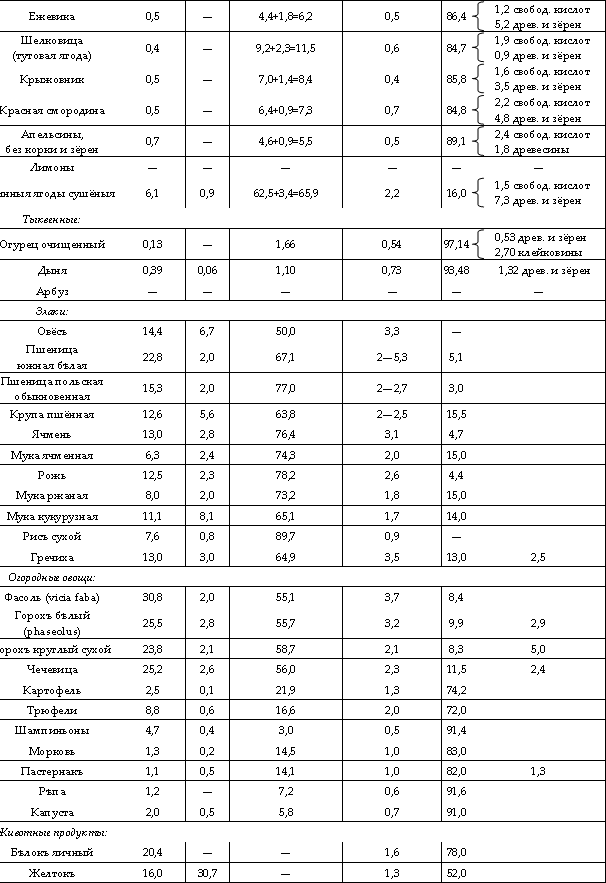 Ежевика 0,5 — 4,4+1,8=6,2 0,5 86,4 1,2 свобод. кислот
5,2 древ. и зёрен
Шелковица
(тутовая ягода) 0,4 — 9,2+2,3=11,5 0,6 84,7 1,9 свобод. кислот
0,9 древ. и зёрен
Крыжовник 0,5 — 7,0+1,4=8,4 0,4 85,8 1,6 свобод. кислот
3,5 древ. и зёрен
Красная смородина 0,5 — 6,4+0,9=7,3 0,7 84,8 2,2 свобод. кислот
4,8 древ. и зёрен
Апельсины,
без корки и зёрен 0,7 — 4,6+0,9=5,5 0,5 89,1 2,4 свобод. кислот
1,8 древесины
Лимоны — — — — — —
нныя ягоды сушёныя 6,1 0,9 62,5+3,4=65,9 2,2 16,0 1,5 свобод. кислот
7,3 древ. и зёрен
Тыквенные:
Огурец очищенный 0,13 — 1,66 0,54 97,14 0,53 древ. и зёрен
2,70 клейковины
Дыня 0,39 0,06 1,10 0,73 93,48 1,32 древ. и зёрен
Арбуз — — — — — —
Злаки:
Овёсъ 14,4 6,7 50,0 3,3 —
Пшеница
южная бѣлая 22,8 2,0 67,1 2—5,3 5,1
Пшеница польская
обыкновенная 15,3 2,0 77,0 2—2,7 3,0
Крупа пшённая 12,6 5,6 63,8 2—2,5 15,5
Ячмень 13,0 2,8 76,4 3,1 4,7
Мука ячменная 6,3 2,4 74,3 2,0 15,0
Рожь 12,5 2,3 78,2 2,6 4,4
Мука ржаная 8,0 2,0 73,2 1,8 15,0
Мука кукурузная 11,1 8,1 65,1 1,7 14,0
Рисъ сухой 7,6 0,8 89,7 0,9 —
Гречиха 13,0 3,0 64,9 3,5 13,0 2,5
Огородные овощи:
Фасоль (vicia faba) 30,8 2,0 55,1 3,7 8,4
Горохъ бѣлый
(phaseolus) 25,5 2,8 55,7 3,2 9,9 2,9
орохъ круглый сухой 23,8 2,1 58,7 2,1 8,3 5,0
Чечевица 25,2 2,6 56,0 2,3 11,5 2,4
Картофель 2,5 0,1 21,9 1,3 74,2
Трюфели 8,8 0,6 16,6 2,0 72,0
Шампиньоны 4,7 0,4 3,0 0,5 91,4
Морковь 1,3 0,2 14,5 1,0 83,0
Пастернакъ 1,1 0,5 14,1 1,0 82,0 1,3
Рѣпа 1,2 — 7,2 0,6 91,6
Капуста 2,0 0,5 5,8 0,7 91,0
Животные продукты:
Бѣлокъ яичный 20,4 — — 1,6 78,0
Желтокъ 16,0 30,7 — 1,3 52,0